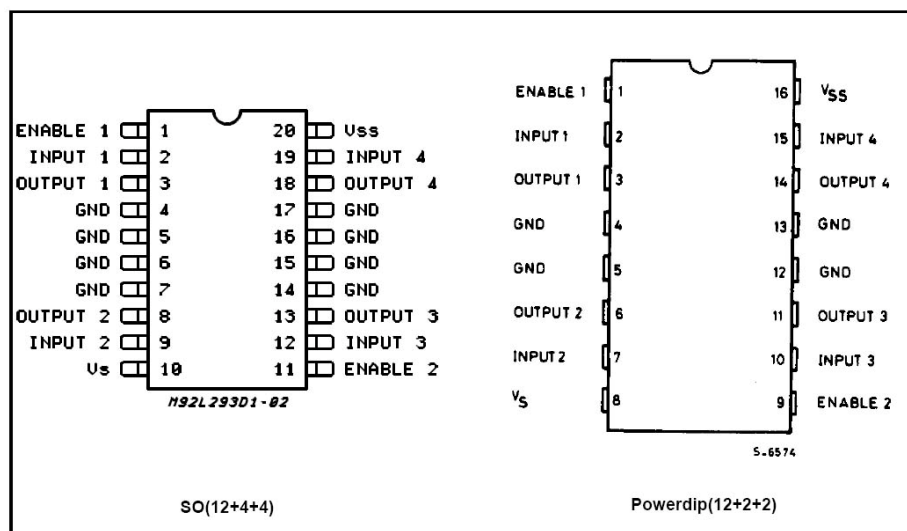 ENABLE 1 1 20 Vss
INPUT 1 2 19 INPUT 4
OUTPUT 1 3 18 OUTPUT 4
GND 4 17 GND
GND 5 16 GND
GND 6 15 GND
GND 7 14 GND
OUTPUT 2 8 13 OUTPUT 3
INPUT 2 9 12 INPUT 3
Vs 10 11 ENABLE 2
M92L293D1-02
SO(12+4+4)
ENABLE 1 1 16 VSS
INPUT 1 2 15 INPUT 4
OUTPUT 1 3 14 OUTPUT 4
GND 4 13 GND
GND 5 12 GND
OUTPUT 2 6 11 OUTPUT 3
INPUT 2 7 10 INPUT 3
VS 8 9 ENABLE 2
S-6574
Powerdip(12+2+2)